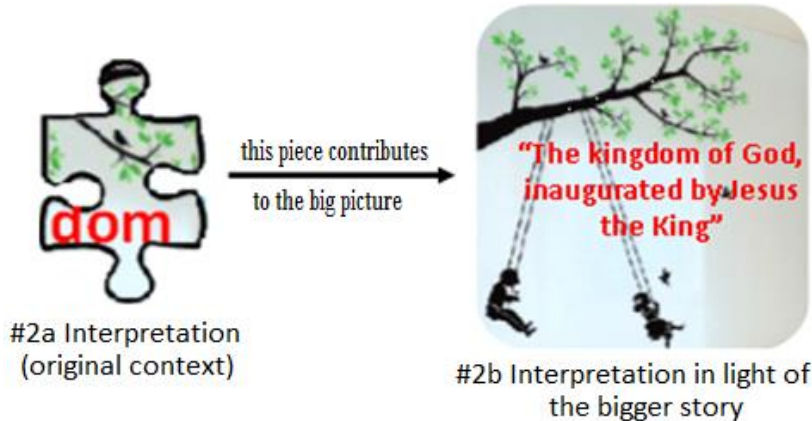 dom
#2a Interpretation
(original context)
this piece contributes
to the big picture
“The kingdom of God,
inaugurated by Jesus
the King”
#2b Interpretation in light of
the bigger story